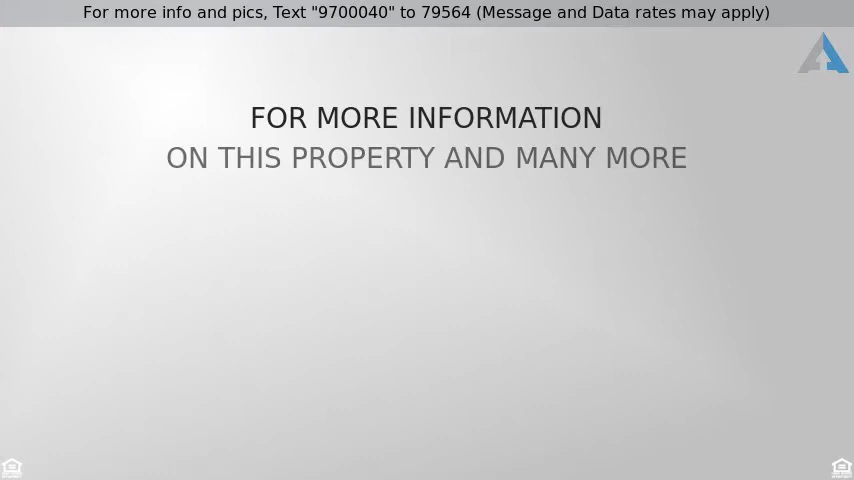 For more info and pics, Text "9700040" to 79564 (Message and Data rates may apply)
FOR MORE INFORMATION
ON THIS PROPERTY AND MANY MORE